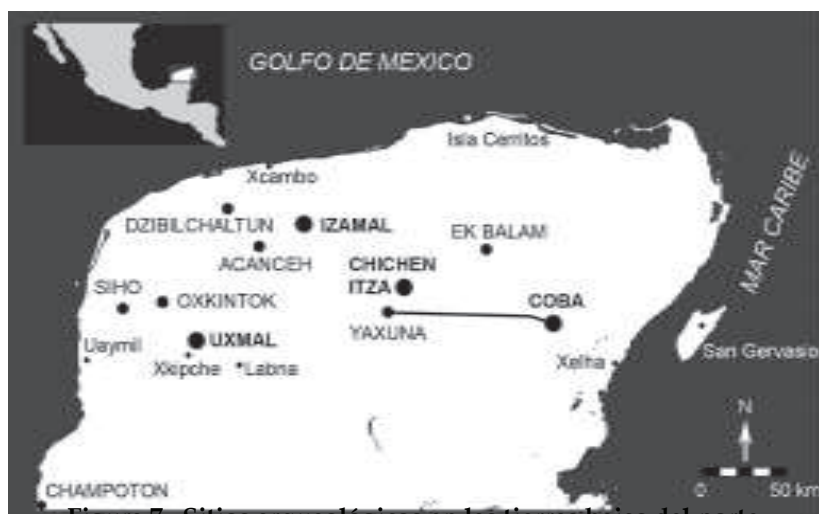 GOLFO DE MEXICO
Isla Cerritos
Xcambo
MAR CARIBE
DZIBILCHALTUN
IZAMAL
EK BALAM
ACANCEH
CHICHEN
ITZA
SIHO
OXKINTOK
COBA
YAXUNA
UXMAL
Uaymil
Xkipche
Labna
Xelha
San Gervasio
N
0 50 km
CHAMPOTON